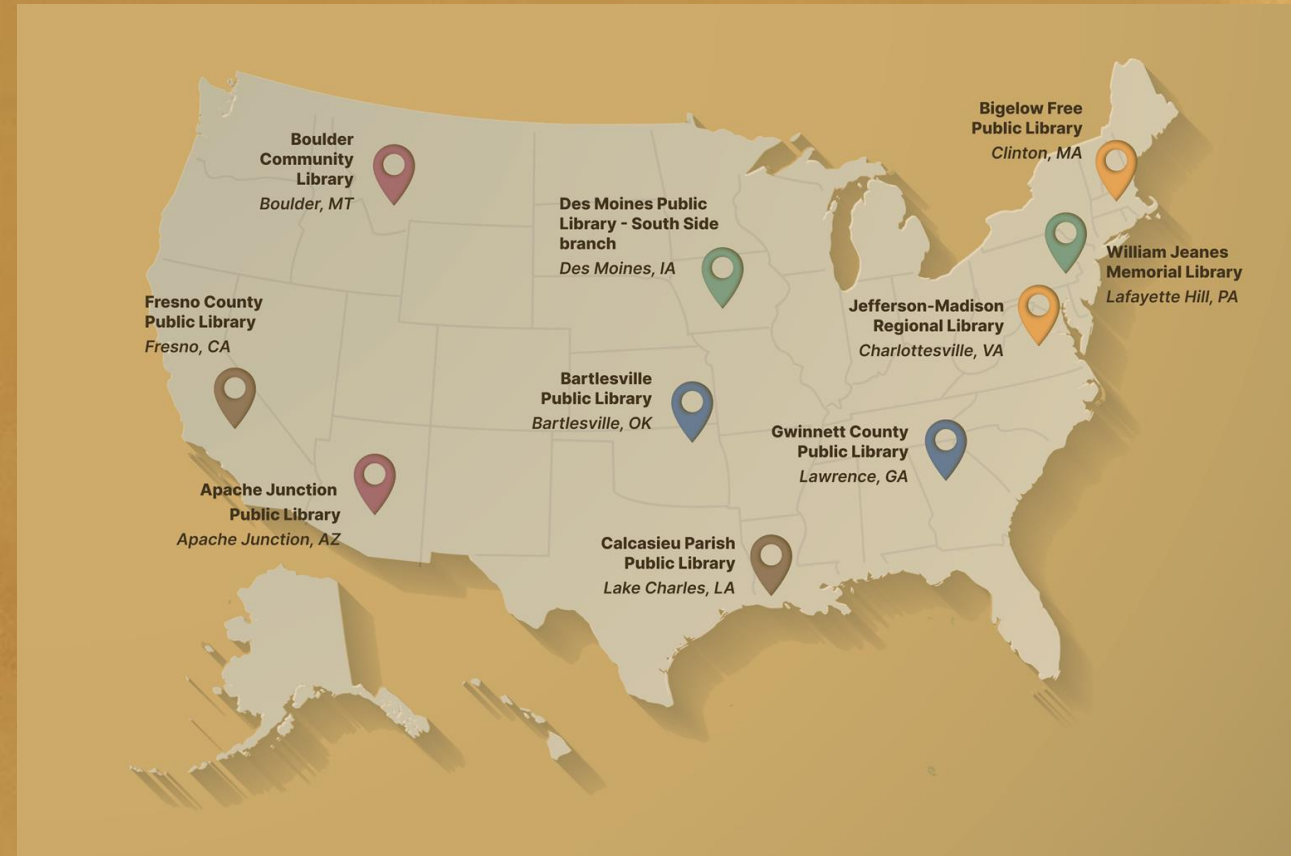 Bigelow Free
Public Library
Clinton, MA
Boulder
Community
Library
Boulder, MT
Des Moines Public
Library - South Side
branch
Des Moines, IA
William Jeanes
Memorial Library
Lafayette Hill, PA
Fresno County
Public Library
Fresno, CA
Jefferson-Madison
Regional Library
Charlottesville, VA
Bartlesville
Public Library
Bartlesville, OK
Gwinnett County
Public Library
Lawrence, GA
Apache Junction
Public Library
Apache Junction, AZ
Calcasieu Parish
Public Library
Lake Charles, LA